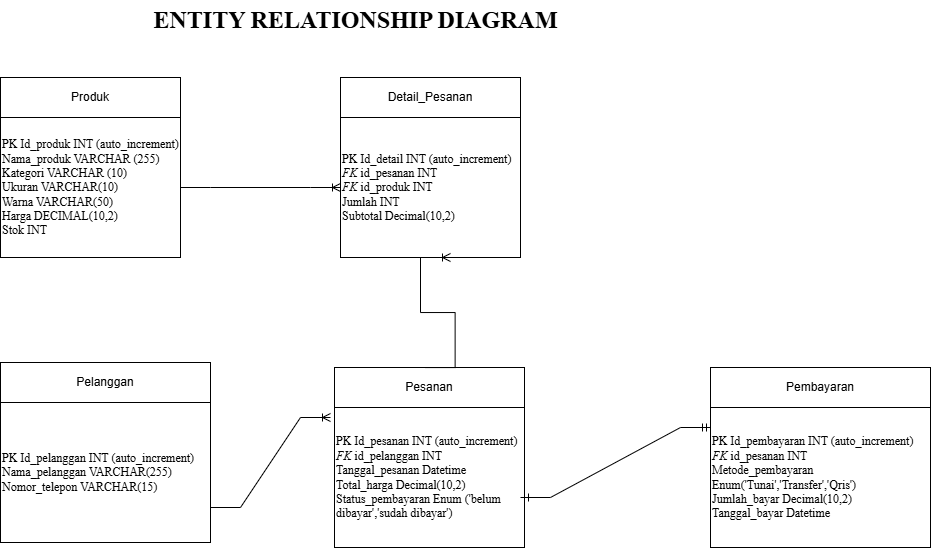 ENTITY RELATIONSHIP DIAGRAM
Produk
PK Id_produk INT (auto_increment)
Nama_produk VARCHAR (255)
Kategori VARCHAR (10)
Ukuran VARCHAR(10)
Warna VARCHAR(50)
Harga DECIMAL(10,2)
Stok INT
Detail_Pesanan
PK Id_detail INT (auto_increment)
FK id_pesanan INT
FK id_produk INT
Jumlah INT
Subtotal Decimal(10,2)
Pelanggan
PK Id_pelanggan INT (auto_increment)
Nama_pelanggan VARCHAR(255)
Nomor_telepon VARCHAR(15)
Pesanan
PK Id_pesanan INT (auto_increment)
FK id_pelanggan INT
Tanggal_pesanan Datetime
Total_harga Decimal(10,2)
Status_pembayaran Enum ('belum
dibayar','sudah dibayar')
Pembayaran
PK Id_pembayaran INT (auto_increment)
FK id_pesanan INT
Metode_pembayaran
Enum('Tunai','Transfer','Qris')
Jumlah_bayar Decimal(10,2)
Tanggal_bayar Datetime